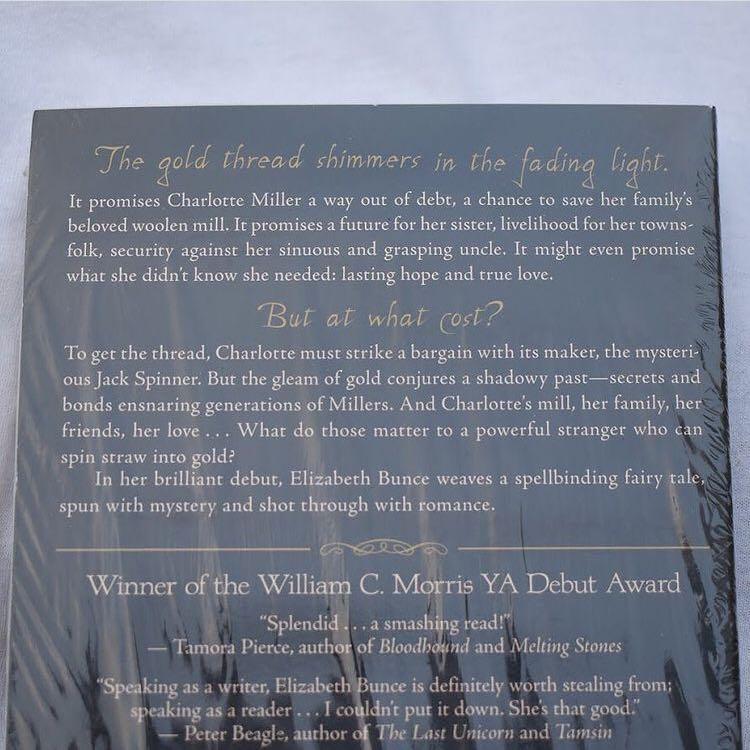 The gold thread shimmers in the fading light.
It promises Charlotte Miller a way out of debt, a chance to save her family's
beloved woolen mill. It promises a future for her sister, livelihood for her towns-
folk, security against her sinuous and grasping uncle. It might even promise
what she didn't know she needed: lasting hope and true love.
But at what cost?
To get the thread, Charlotte must strike a bargain with its maker, the mysteri-
ous Jack Spinner. But the gleam of gold conjures a shadowy past—secrets and
bonds ensnaring generations of Millers. And Charlotte's mill, her family, her
friends, her love . . . What do those matter to a powerful stranger who can
spin straw into gold?
In her brilliant debut, Elizabeth Bunce weaves a spellbinding fairy tale,
spun with mystery and shot through with romance.
Winner of the William C. Morris YA Debut Award
“Splendid . . . a smashing read!”
— Tamora Pierce, author of Bloodhound and Melting Stones
“Speaking as a writer, Elizabeth Bunce is definitely worth stealing from;
speaking as a reader . . . I couldn't put it down. She's that good.”
— Peter Beagle, author of The Last Unicorn and Tamsin